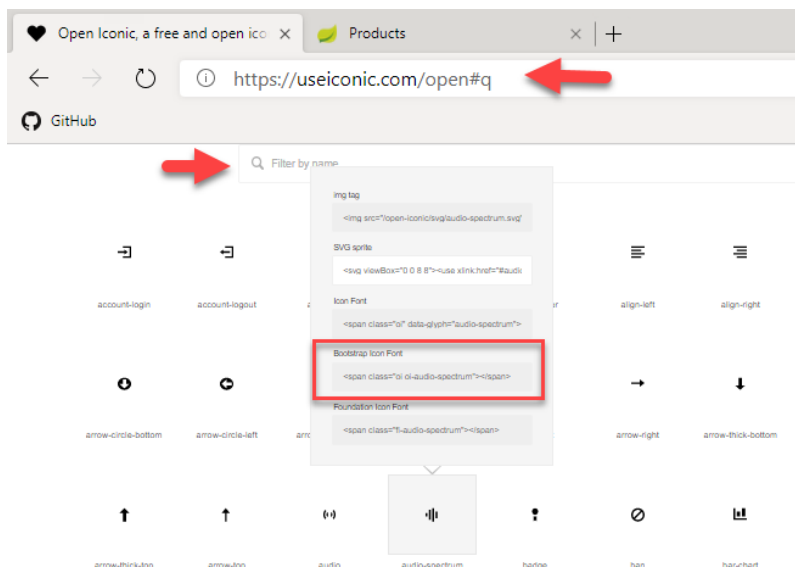 Open Iconic, a free and open ico
Products
https://useiconic.com/open#q
GitHub
Filter by name
img tag
<img src="/open-iconic/svg/audio-spectrum.svg"
SVG sprite
<svg viewBox="0 0 8 8"><use xlink:href="#audio
account-login
account-logout
align-left
align-right
Icon Font
<span class="oi" data-glyph="audio-spectrum">
Bootstrap Icon Font
<span class="oi oi-audio-spectrum"></span>
Foundation Icon Font
<span class="fi-audio-spectrum"></span>
arrow-circle-bottom
arrow-circle-left
arrow-right
arrow-thick-bottom
arrow-thick-top
arrow-top
audio
audio-spectrum
badge
ban
bar-chart